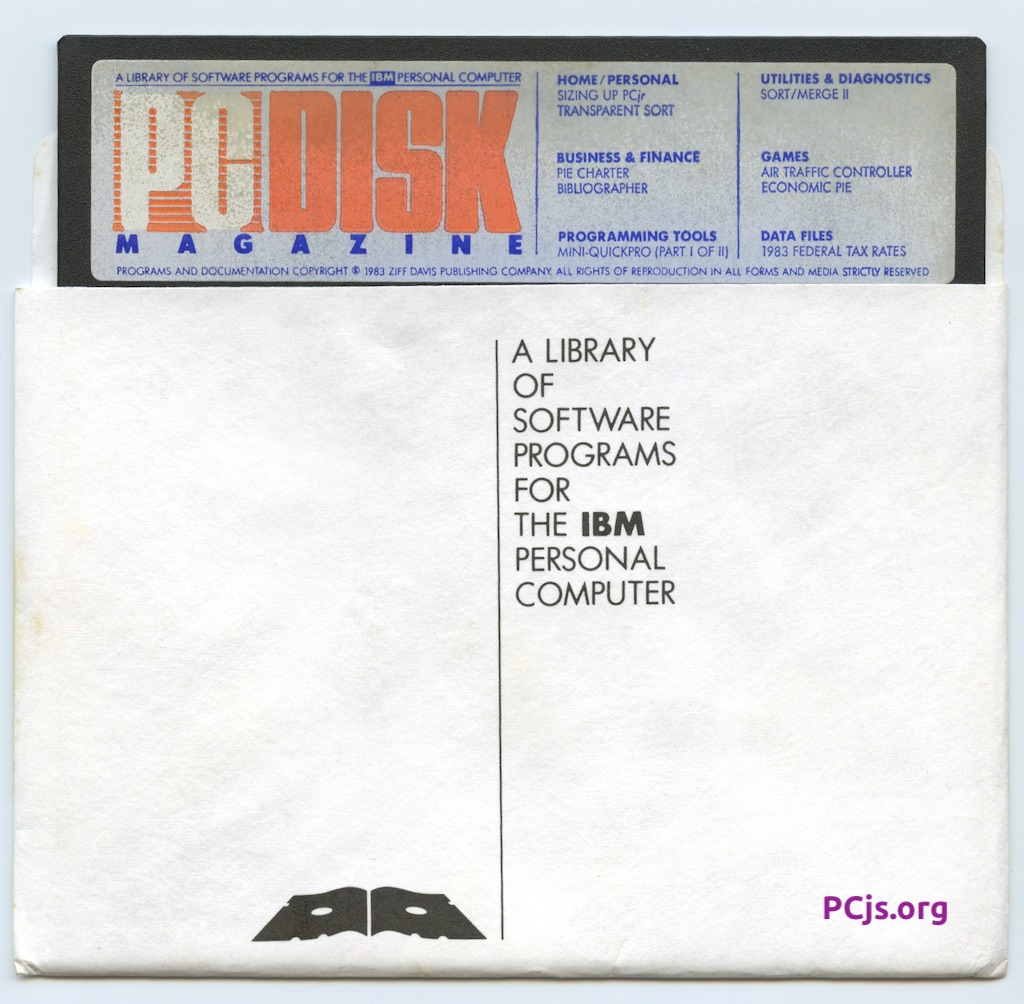 A LIBRARY OF SOFTWARE PROGRAMS FOR THE IBM PERSONAL COMPUTER
PC DISK
MAGAZINE
HOME/PERSONAL
SIZING UP PCjr
TRANSPARENT SORT
BUSINESS & FINANCE
PIE CHARTER
BIBLIOGRAPHER
PROGRAMMING TOOLS
MINI-QUICKPRO (PART I OF II)
UTILITIES & DIAGNOSTICS
SORT/MERGE II
GAMES
AIR TRAFFIC CONTROLLER
ECONOMIC PIE
DATA FILES
1983 FEDERAL TAX RATES
PROGRAMS AND DOCUMENTATION COPYRIGHT © 1983 ZIFF DAVIS PUBLISHING COMPANY. ALL RIGHTS OF REPRODUCTION IN ALL FORMS AND MEDIA STRICTLY RESERVED
A LIBRARY
OF
SOFTWARE
PROGRAMS
FOR
THE IBM
PERSONAL
COMPUTER
PCjs.org